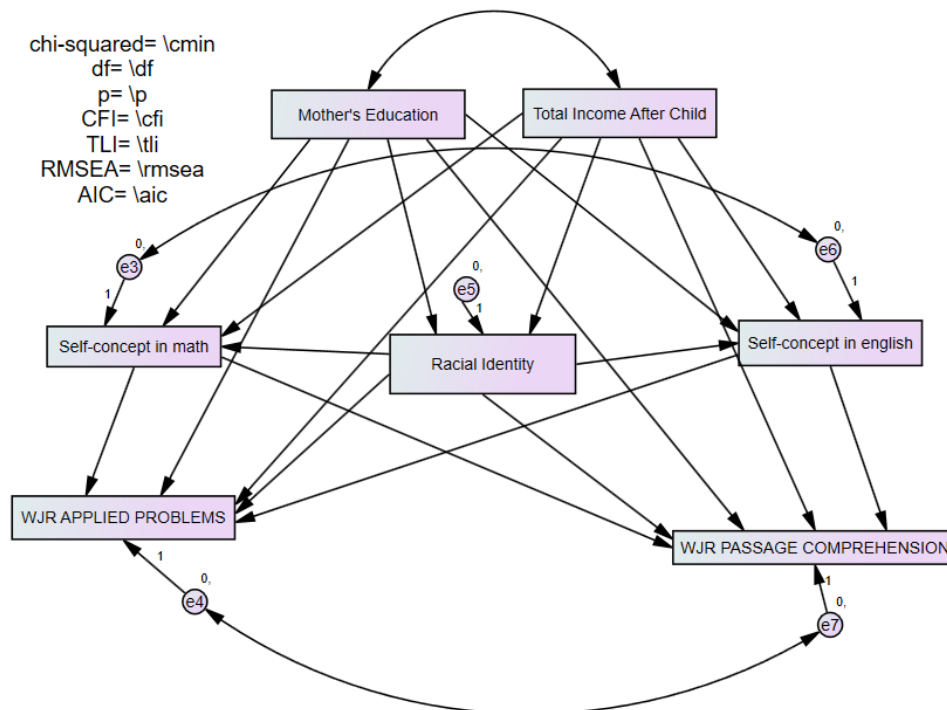 chi-squared= \cmin
df= \df
p= \p
CFI= \cfi
TLI= \tli
RMSEA= \rmsea
AIC= \aic
Mother's Education
Total Income After Child
0,
e3
1
0,
e5
1
0,
e6
1
Self-concept in math
Racial Identity
Self-concept in english
WJR APPLIED PROBLEMS
WJR PASSAGE COMPREHENSION
1
0,
e4
1
0,
e7